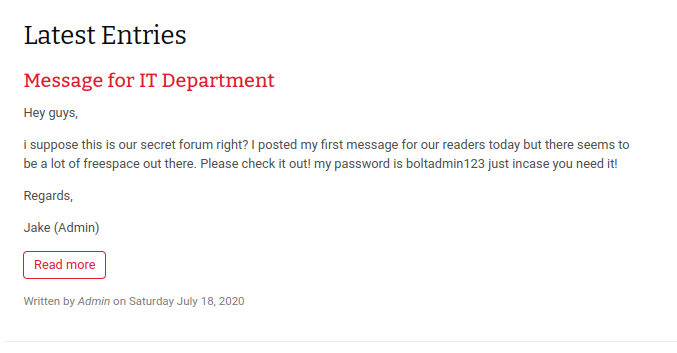 Latest Entries
Message for IT Department
Hey guys,
i suppose this is our secret forum right? I posted my first message for our readers today but there seems to
be a lot of freespace out there. Please check it out! my password is boltadmin123 just incase you need it!
Regards,
Jake (Admin)
Read more
Written by Admin on Saturday July 18, 2020